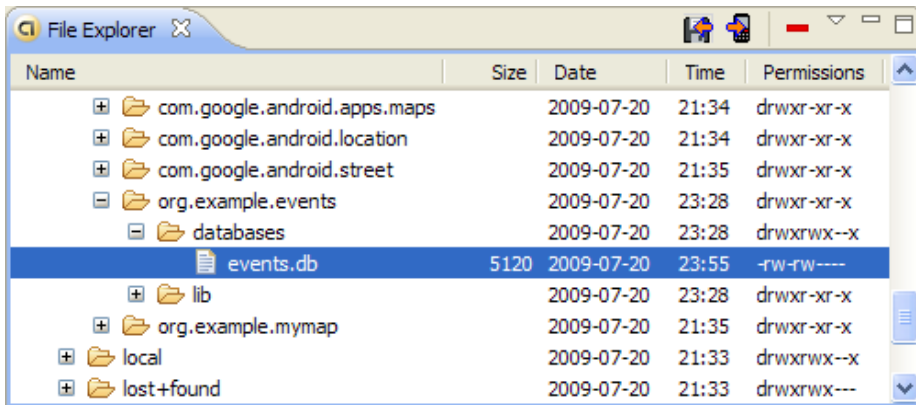 File Explorer
Name Size Date Time Permissions
com.google.android.apps.maps 2009-07-20 21:34 drwxr-xr-x
com.google.android.location 2009-07-20 21:34 drwxr-xr-x
com.google.android.street 2009-07-20 21:35 drwxr-xr-x
org.example.events 2009-07-20 23:28 drwxr-xr-x
databases 2009-07-20 23:28 drwxrwx--x
events.db 5120 2009-07-20 23:55 -rw-rw----
lib 2009-07-20 23:28 drwxr-xr-x
org.example.mymap 2009-07-20 21:35 drwxr-xr-x
local 2009-07-20 21:33 drwxrwx--x
lost+found 2009-07-20 21:33 drwxrwx---